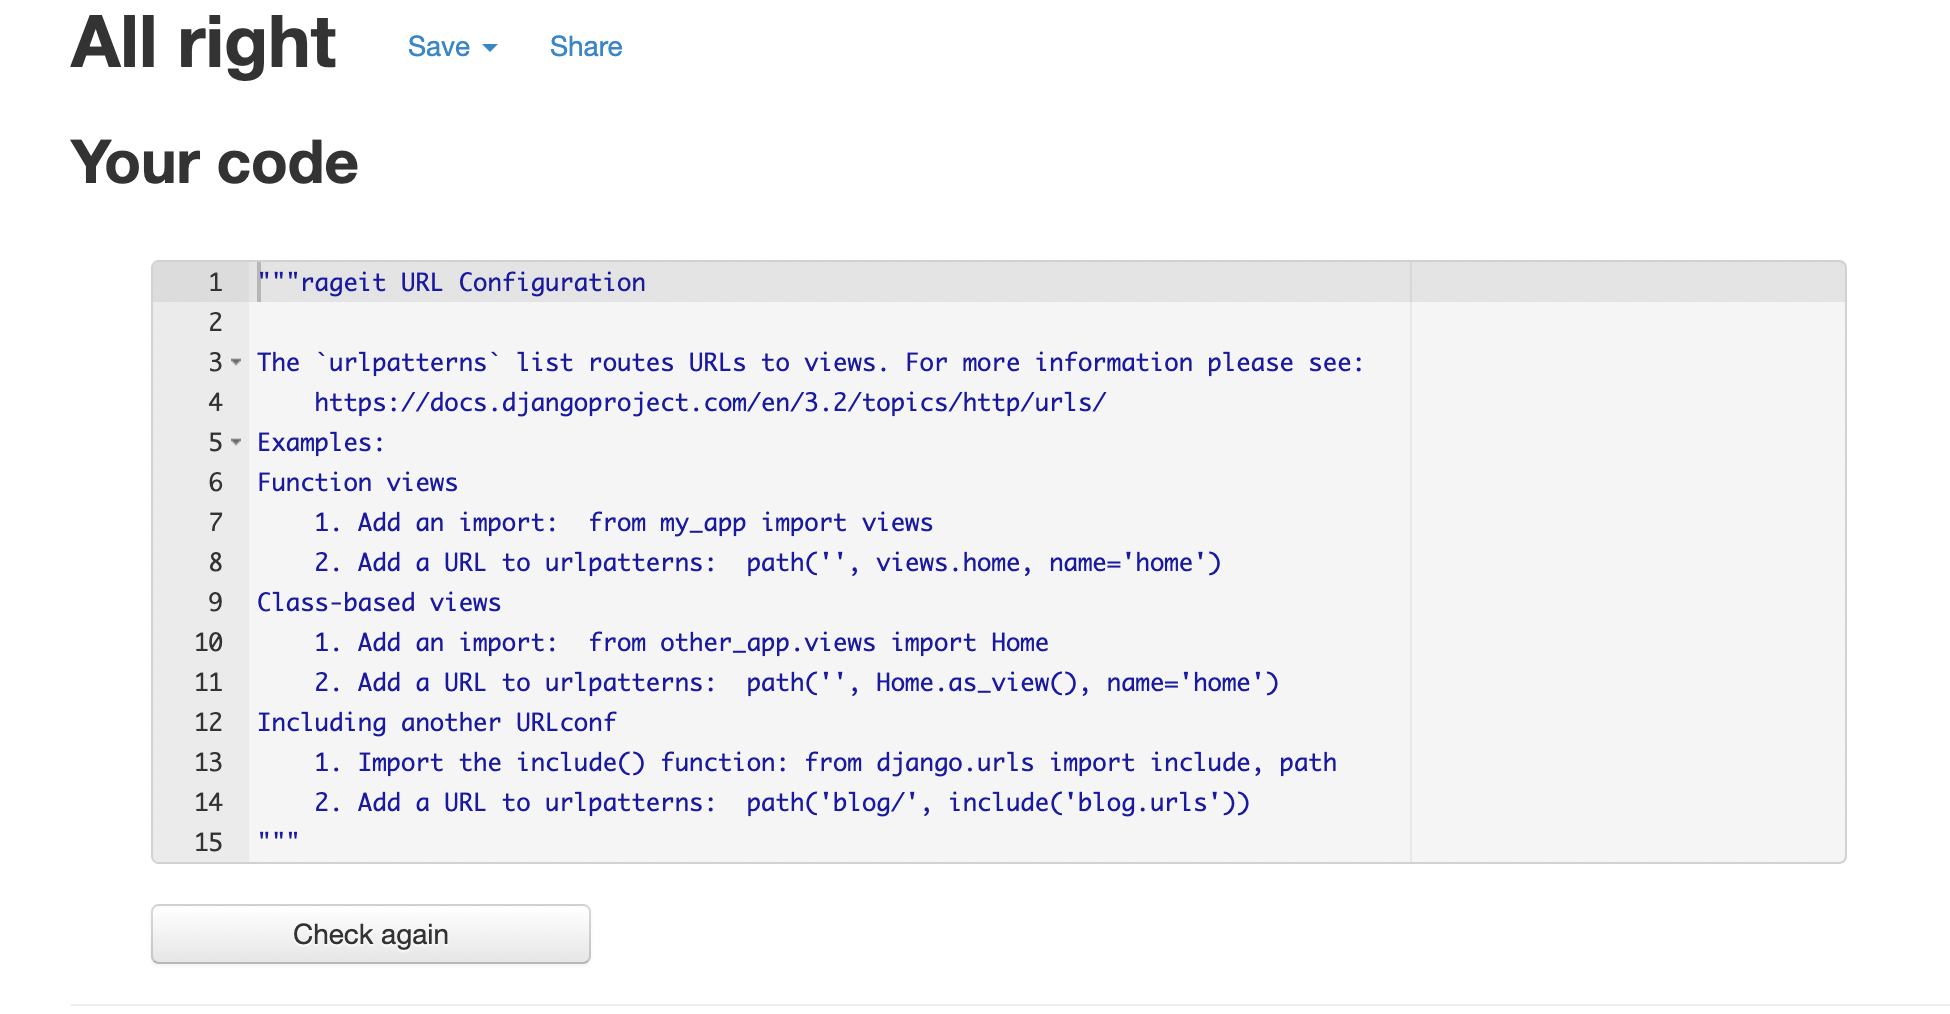 All right Save Share
Your code
1 """rageit URL Configuration
2
3 The `urlpatterns` list routes URLs to views. For more information please see:
4     https://docs.djangoproject.com/en/3.2/topics/http/urls/
5 Examples:
6 Function views
7     1. Add an import:  from my_app import views
8     2. Add a URL to urlpatterns:  path('', views.home, name='home')
9 Class-based views
10     1. Add an import:  from other_app.views import Home
11     2. Add a URL to urlpatterns:  path('', Home.as_view(), name='home')
12 Including another URLconf
13     1. Import the include() function: from django.urls import include, path
14     2. Add a URL to urlpatterns:  path('blog/', include('blog.urls'))
15 """
Check again